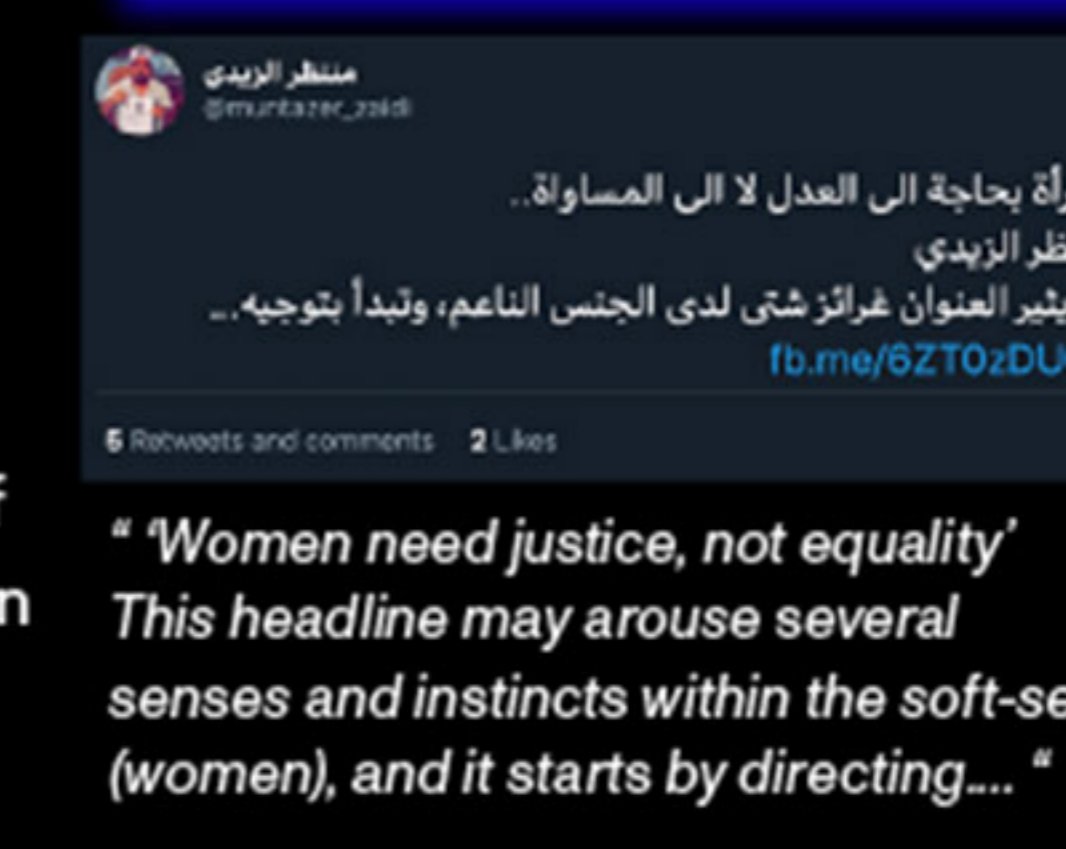 منتظر الزيدي
@muntazer_zaidi
رأة بحاجة الى العدل لا الى المساواة..
ظر الزيدي
يثير العنوان غرائز شتى لدى الجنس الناعم، وتبدأ بتوجيه...
fb.me/6ZT0zDU
5 Retweets and comments 2 Likes
“ ‘Women need justice, not equality’
This headline may arouse several
senses and instincts within the soft-se
(women), and it starts by directing.... “
n